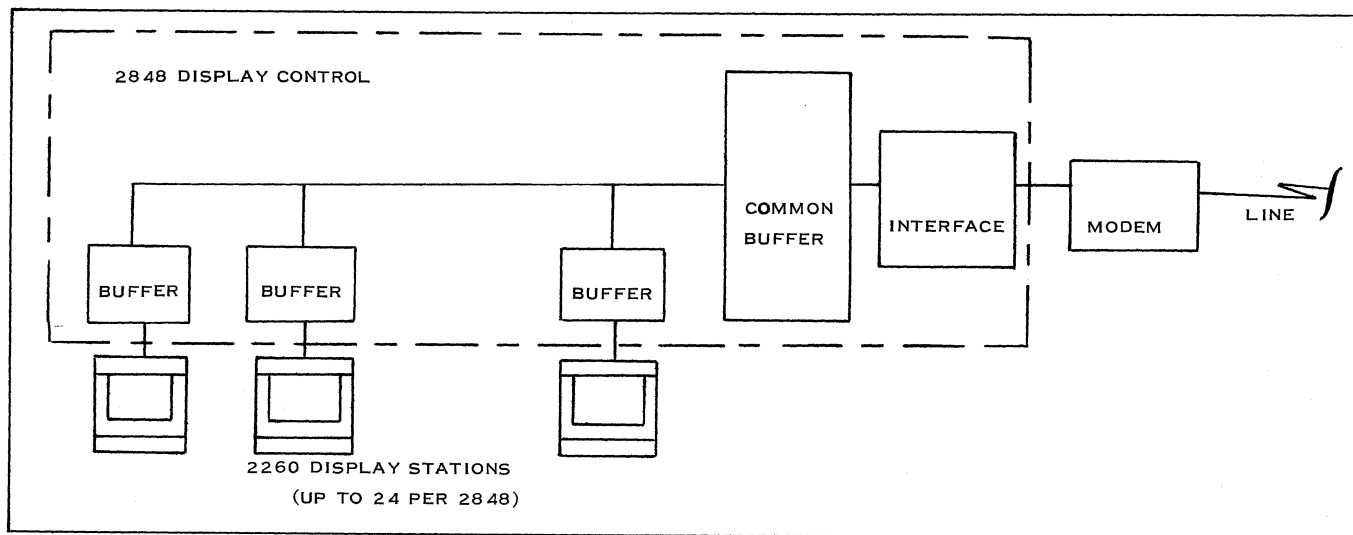 2848 DISPLAY CONTROL
COMMON
BUFFER
INTERFACE
MODEM
LINE
BUFFER
BUFFER
BUFFER
2260 DISPLAY STATIONS
(UP TO 24 PER 2848)